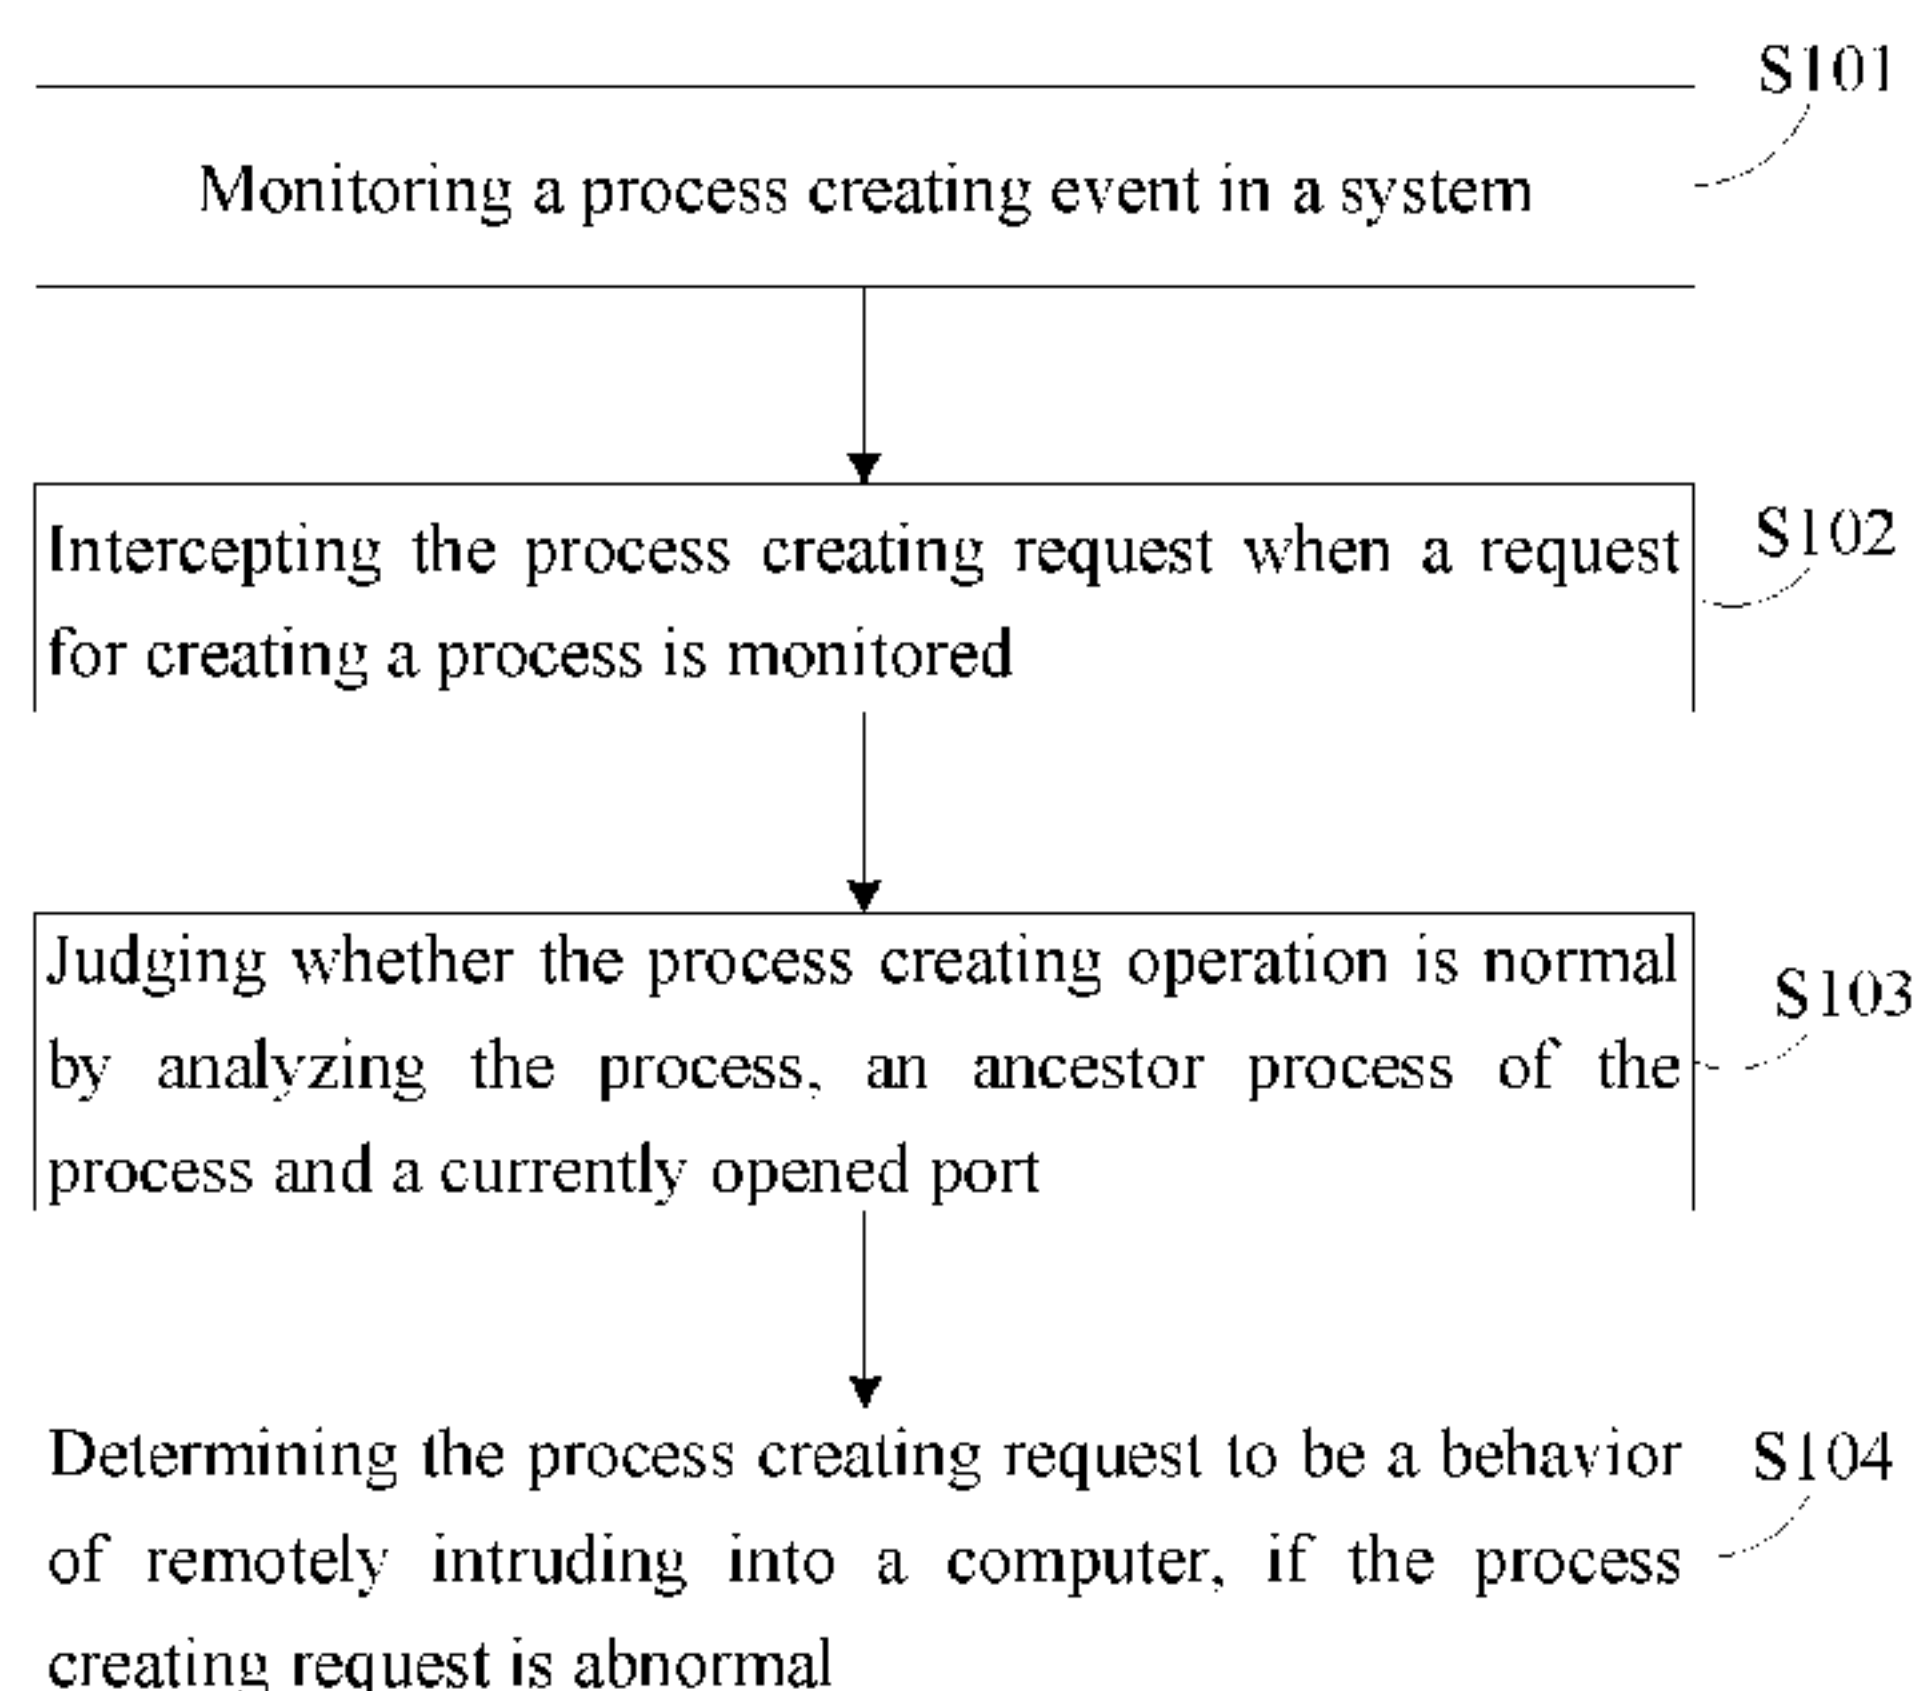 S101
Monitoring a process creating event in a system
Intercepting the process creating request when a request
S102
for creating a process is monitored
Judging whether the process creating operation is normal
S103
by analyzing the process, an ancestor process of the
process and a currently opened port
Determining the process creating request to be a behavior
S104
of remotely intruding into a computer, if the process
creating request is abnormal